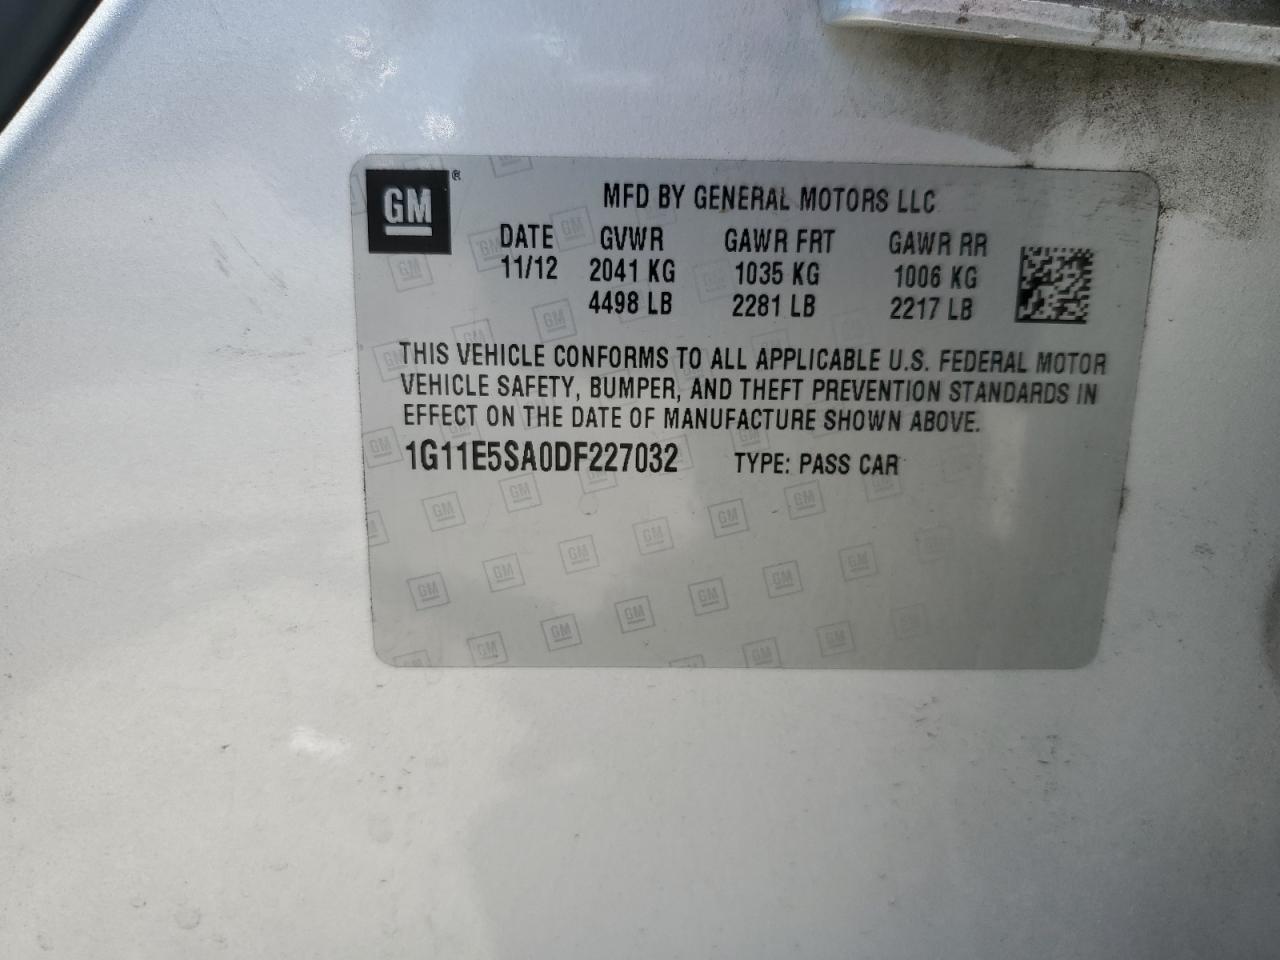 GM®
MFD BY GENERAL MOTORS LLC
DATE GVWR GAWR FRT GAWR RR
11/12 2041 KG 1035 KG 1006 KG
4498 LB 2281 LB 2217 LB
THIS VEHICLE CONFORMS TO ALL APPLICABLE U.S. FEDERAL MOTOR
VEHICLE SAFETY, BUMPER, AND THEFT PREVENTION STANDARDS IN
EFFECT ON THE DATE OF MANUFACTURE SHOWN ABOVE.
1G11E5SA0DF227032 TYPE: PASS CAR